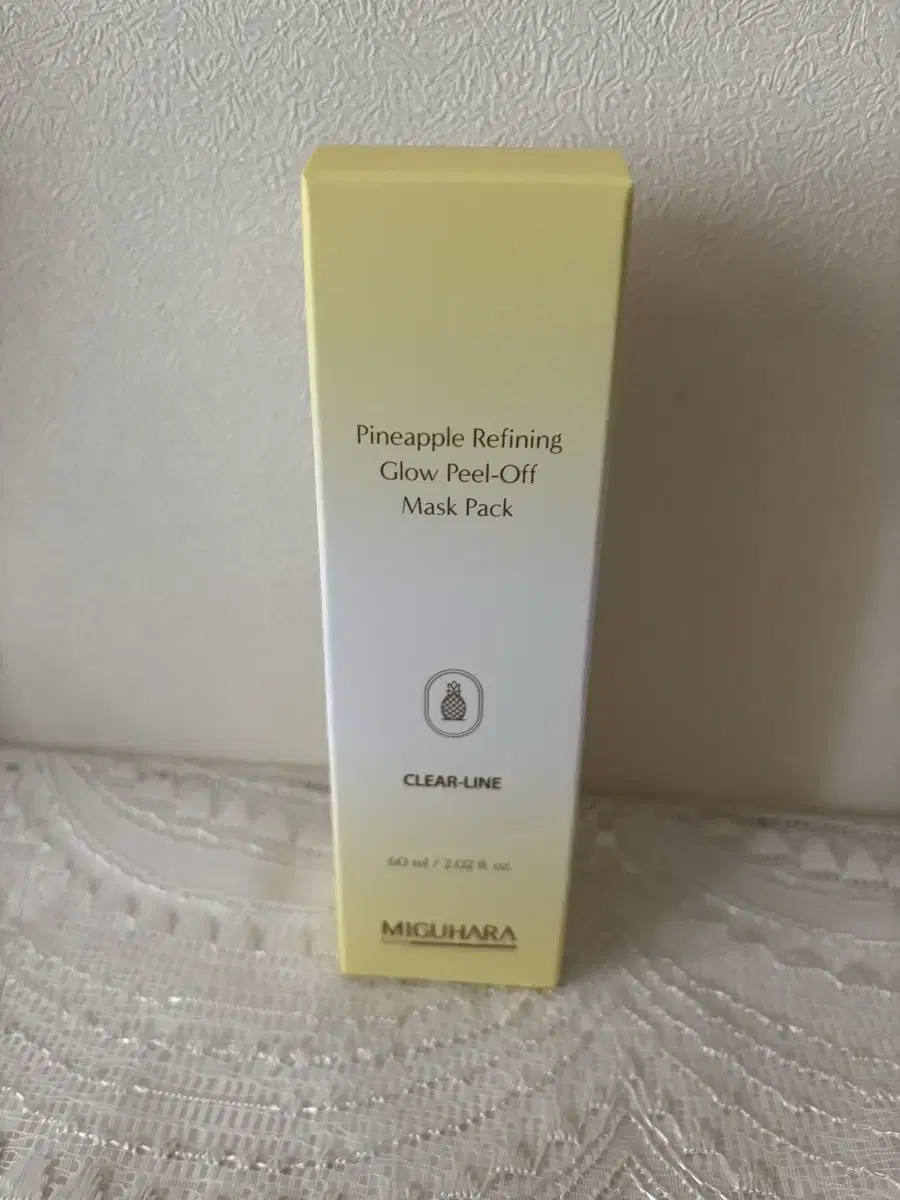 Pineapple Refining
Glow Peel-Off
Mask Pack
CLEAR-LINE
60 ml / 2.02 fl. oz.
MIGUHARA